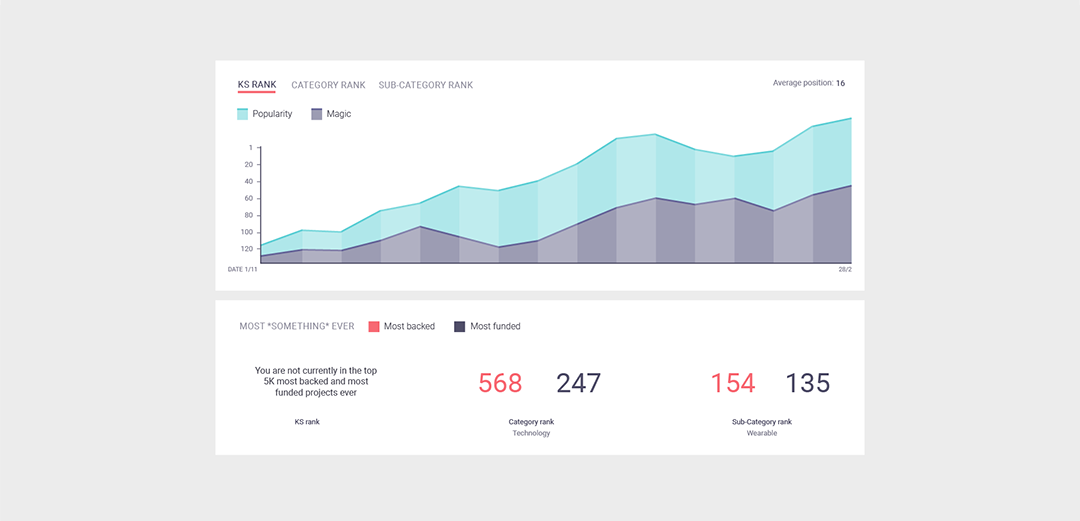 KS RANK CATEGORY RANK SUB-CATEGORY RANK Average position: 16
Popularity Magic
1
20
40
60
80
100
120
DATE 1/11 28/2
MOST *SOMETHING* EVER Most backed Most funded
You are not currently in the top
5K most backed and most
funded projects ever
KS rank
568 247
Category rank
Technology
154 135
Sub-Category rank
Wearable